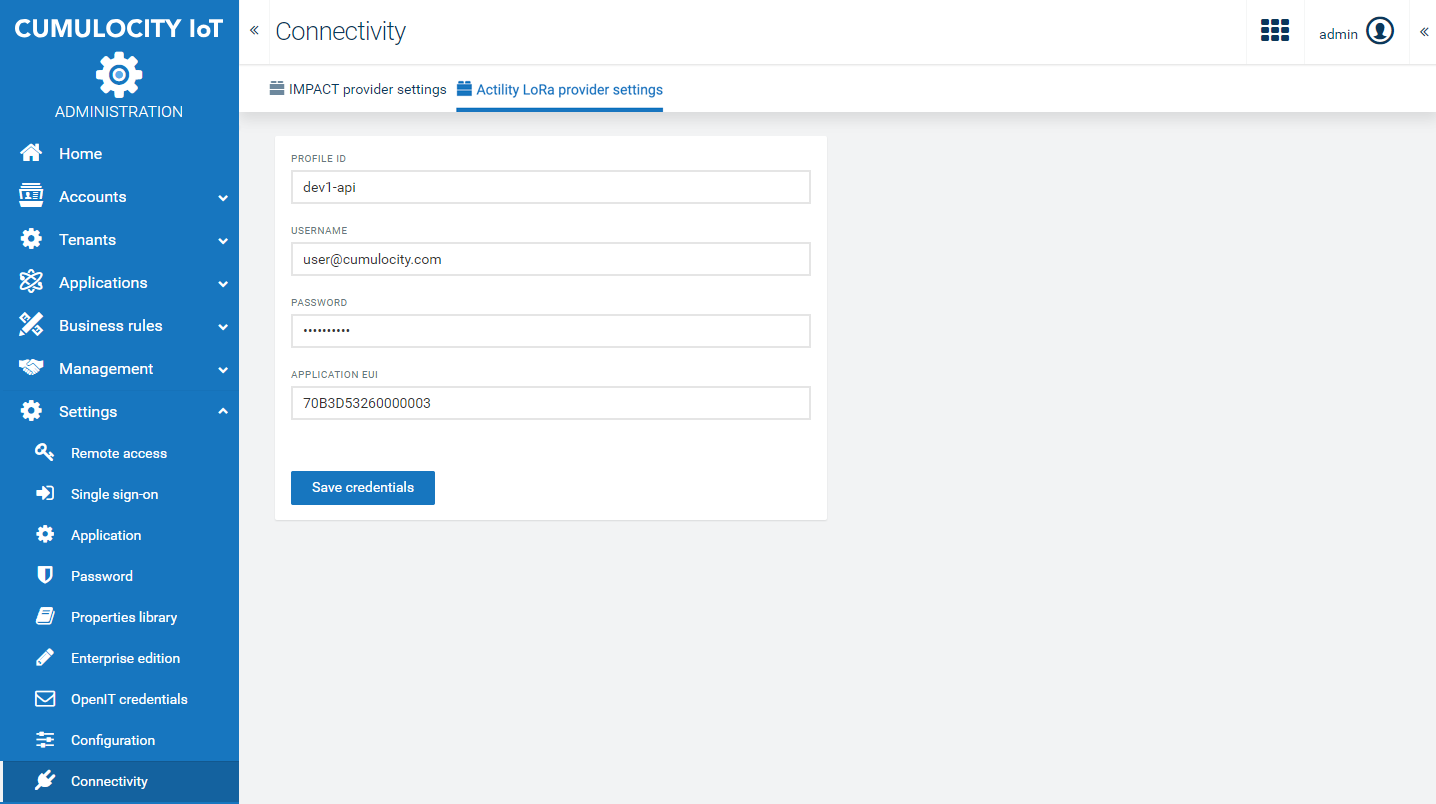 CUMULOCITY IoT
ADMINISTRATION
Home
Accounts
Tenants
Applications
Business rules
Management
Settings
Remote access
Single sign-on
Application
Password
Properties library
Enterprise edition
OpenIT credentials
Configuration
Connectivity
« Connectivity
admin «
IMPACT provider settings Actility LoRa provider settings
PROFILE ID
dev1-api
USERNAME
user@cumulocity.com
PASSWORD
••••••••••
APPLICATION EUI
70B3D53260000003
Save credentials